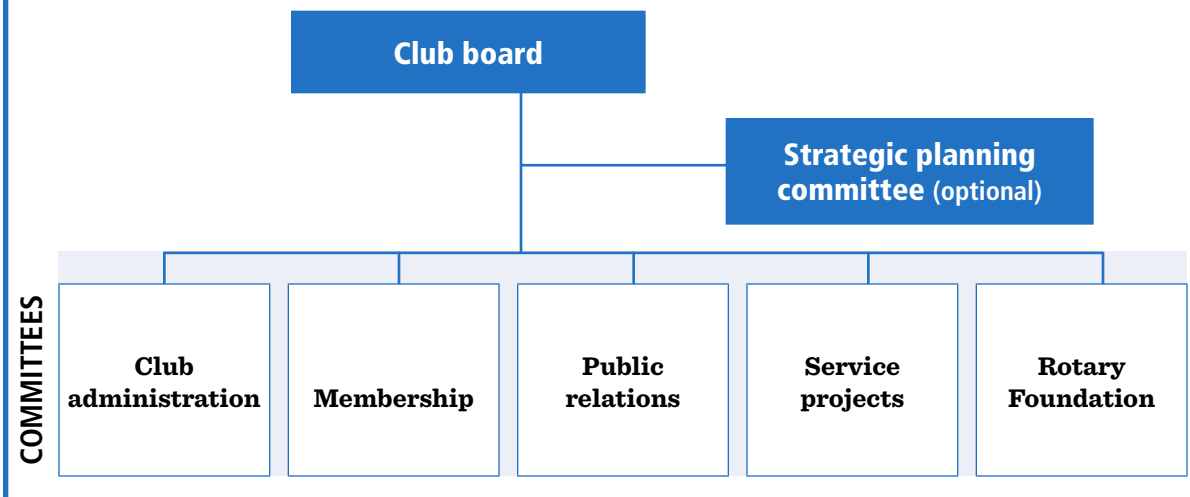 Club board
Strategic planning
committee (optional)
COMMITTEES
Club
administration
Membership
Public
relations
Service
projects
Rotary
Foundation